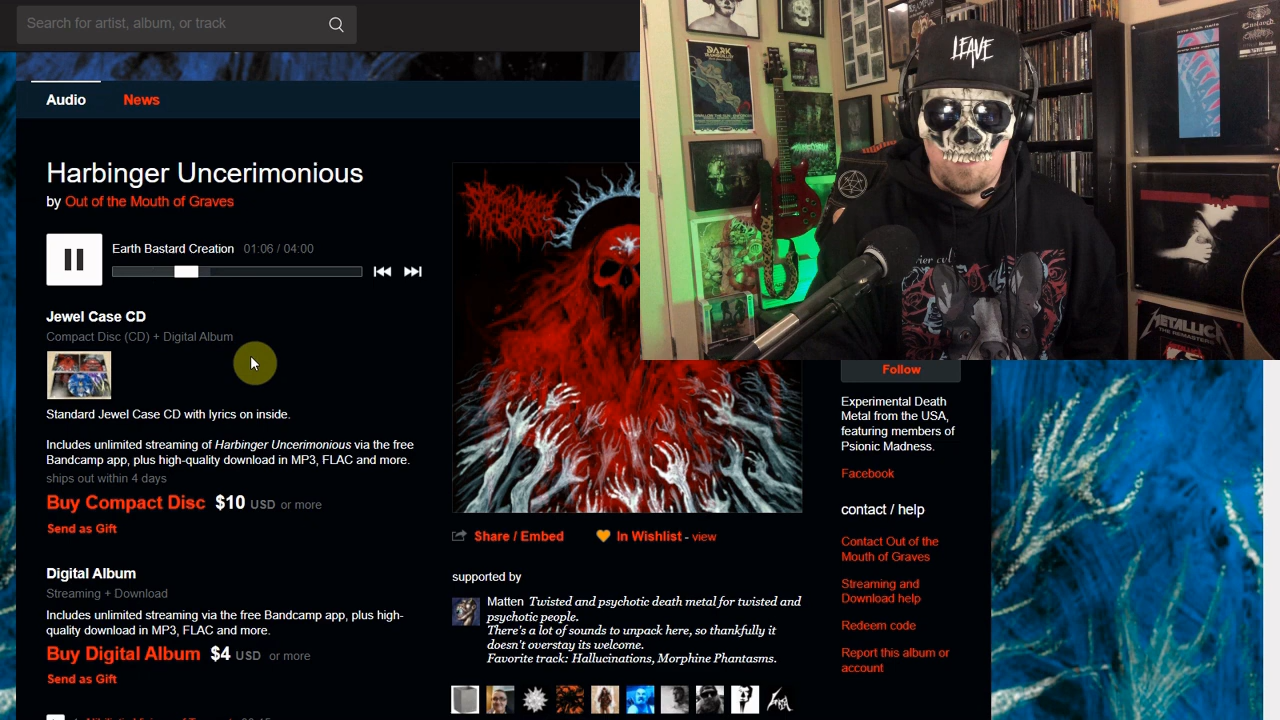 Search for artist, album, or track
Audio
News
Harbinger Uncerimonious
by Out of the Mouth of Graves
Earth Bastard Creation 01:06 / 04:00
Jewel Case CD
Compact Disc (CD) + Digital Album
Standard Jewel Case CD with lyrics on inside.
Includes unlimited streaming of Harbinger Uncerimonious via the free
Bandcamp app, plus high-quality download in MP3, FLAC and more.
ships out within 4 days
Buy Compact Disc $10 USD or more
Send as Gift
Digital Album
Streaming + Download
Includes unlimited streaming via the free Bandcamp app, plus high-
quality download in MP3, FLAC and more.
Buy Digital Album $4 USD or more
Send as Gift
Share / Embed
In Wishlist - view
supported by
Matten Twisted and psychotic death metal for twisted and
psychotic people.
There's a lot of sounds to unpack here, so thankfully it
doesn't overstay its welcome.
Favorite track: Hallucinations, Morphine Phantasms.
LEAVE
DARK
TRANQUILLITY
nine inch nails
METALLICA
THE REMASTERS
Follow
Experimental Death
Metal from the USA,
featuring members of
Psionic Madness.
Facebook
contact / help
Contact Out of the
Mouth of Graves
Streaming and
Download help
Redeem code
Report this album or
account